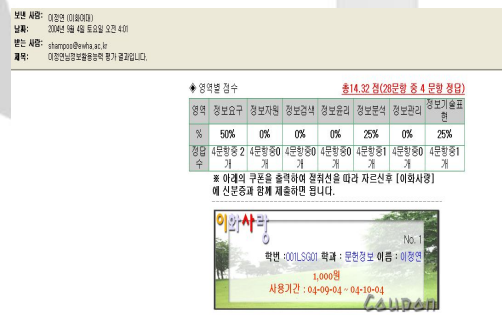 보낸 사람: 이정연 (이화여대)
날짜: 2004년 9월 4일 토요일 오전 4:01
받는 사람: shampoo@ewha.ac.kr
제목: 이정연님정보활용능력 평가 결과입니다.
◈ 영역별 점수 총14.32 점(28문항 중 4 문항 정답)
영역 정보요구 정보자원 정보검색 정보윤리 정보분석 정보관리 정보기술표현
% 50% 0% 0% 0% 25% 0% 25%
정답수 4문항중 2개 4문항중0개 4문항중0개 4문항중0개 4문항중1개 4문항중0개 4문항중1개
※ 아래의 쿠폰을 출력하여 잘취선을 따라 자르신후 [이화사랑]
에 신분증과 함께 제출하면 됩니다.
이화사랑
No. 1
학번 :001LSG01 학과 : 문헌정보 이름 : 이정연
1,000원
사용기간 : 04-09-04 ~ 04-10-04
Coupon